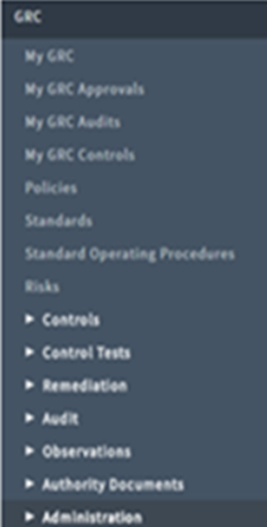 GRC
My GRC
My GRC Approvals
My GRC Audits
My GRC Controls
Policies
Standards
Standard Operating Procedures
Risks
Controls
Control Tests
Remediation
Audit
Observations
Authority Documents
Administration